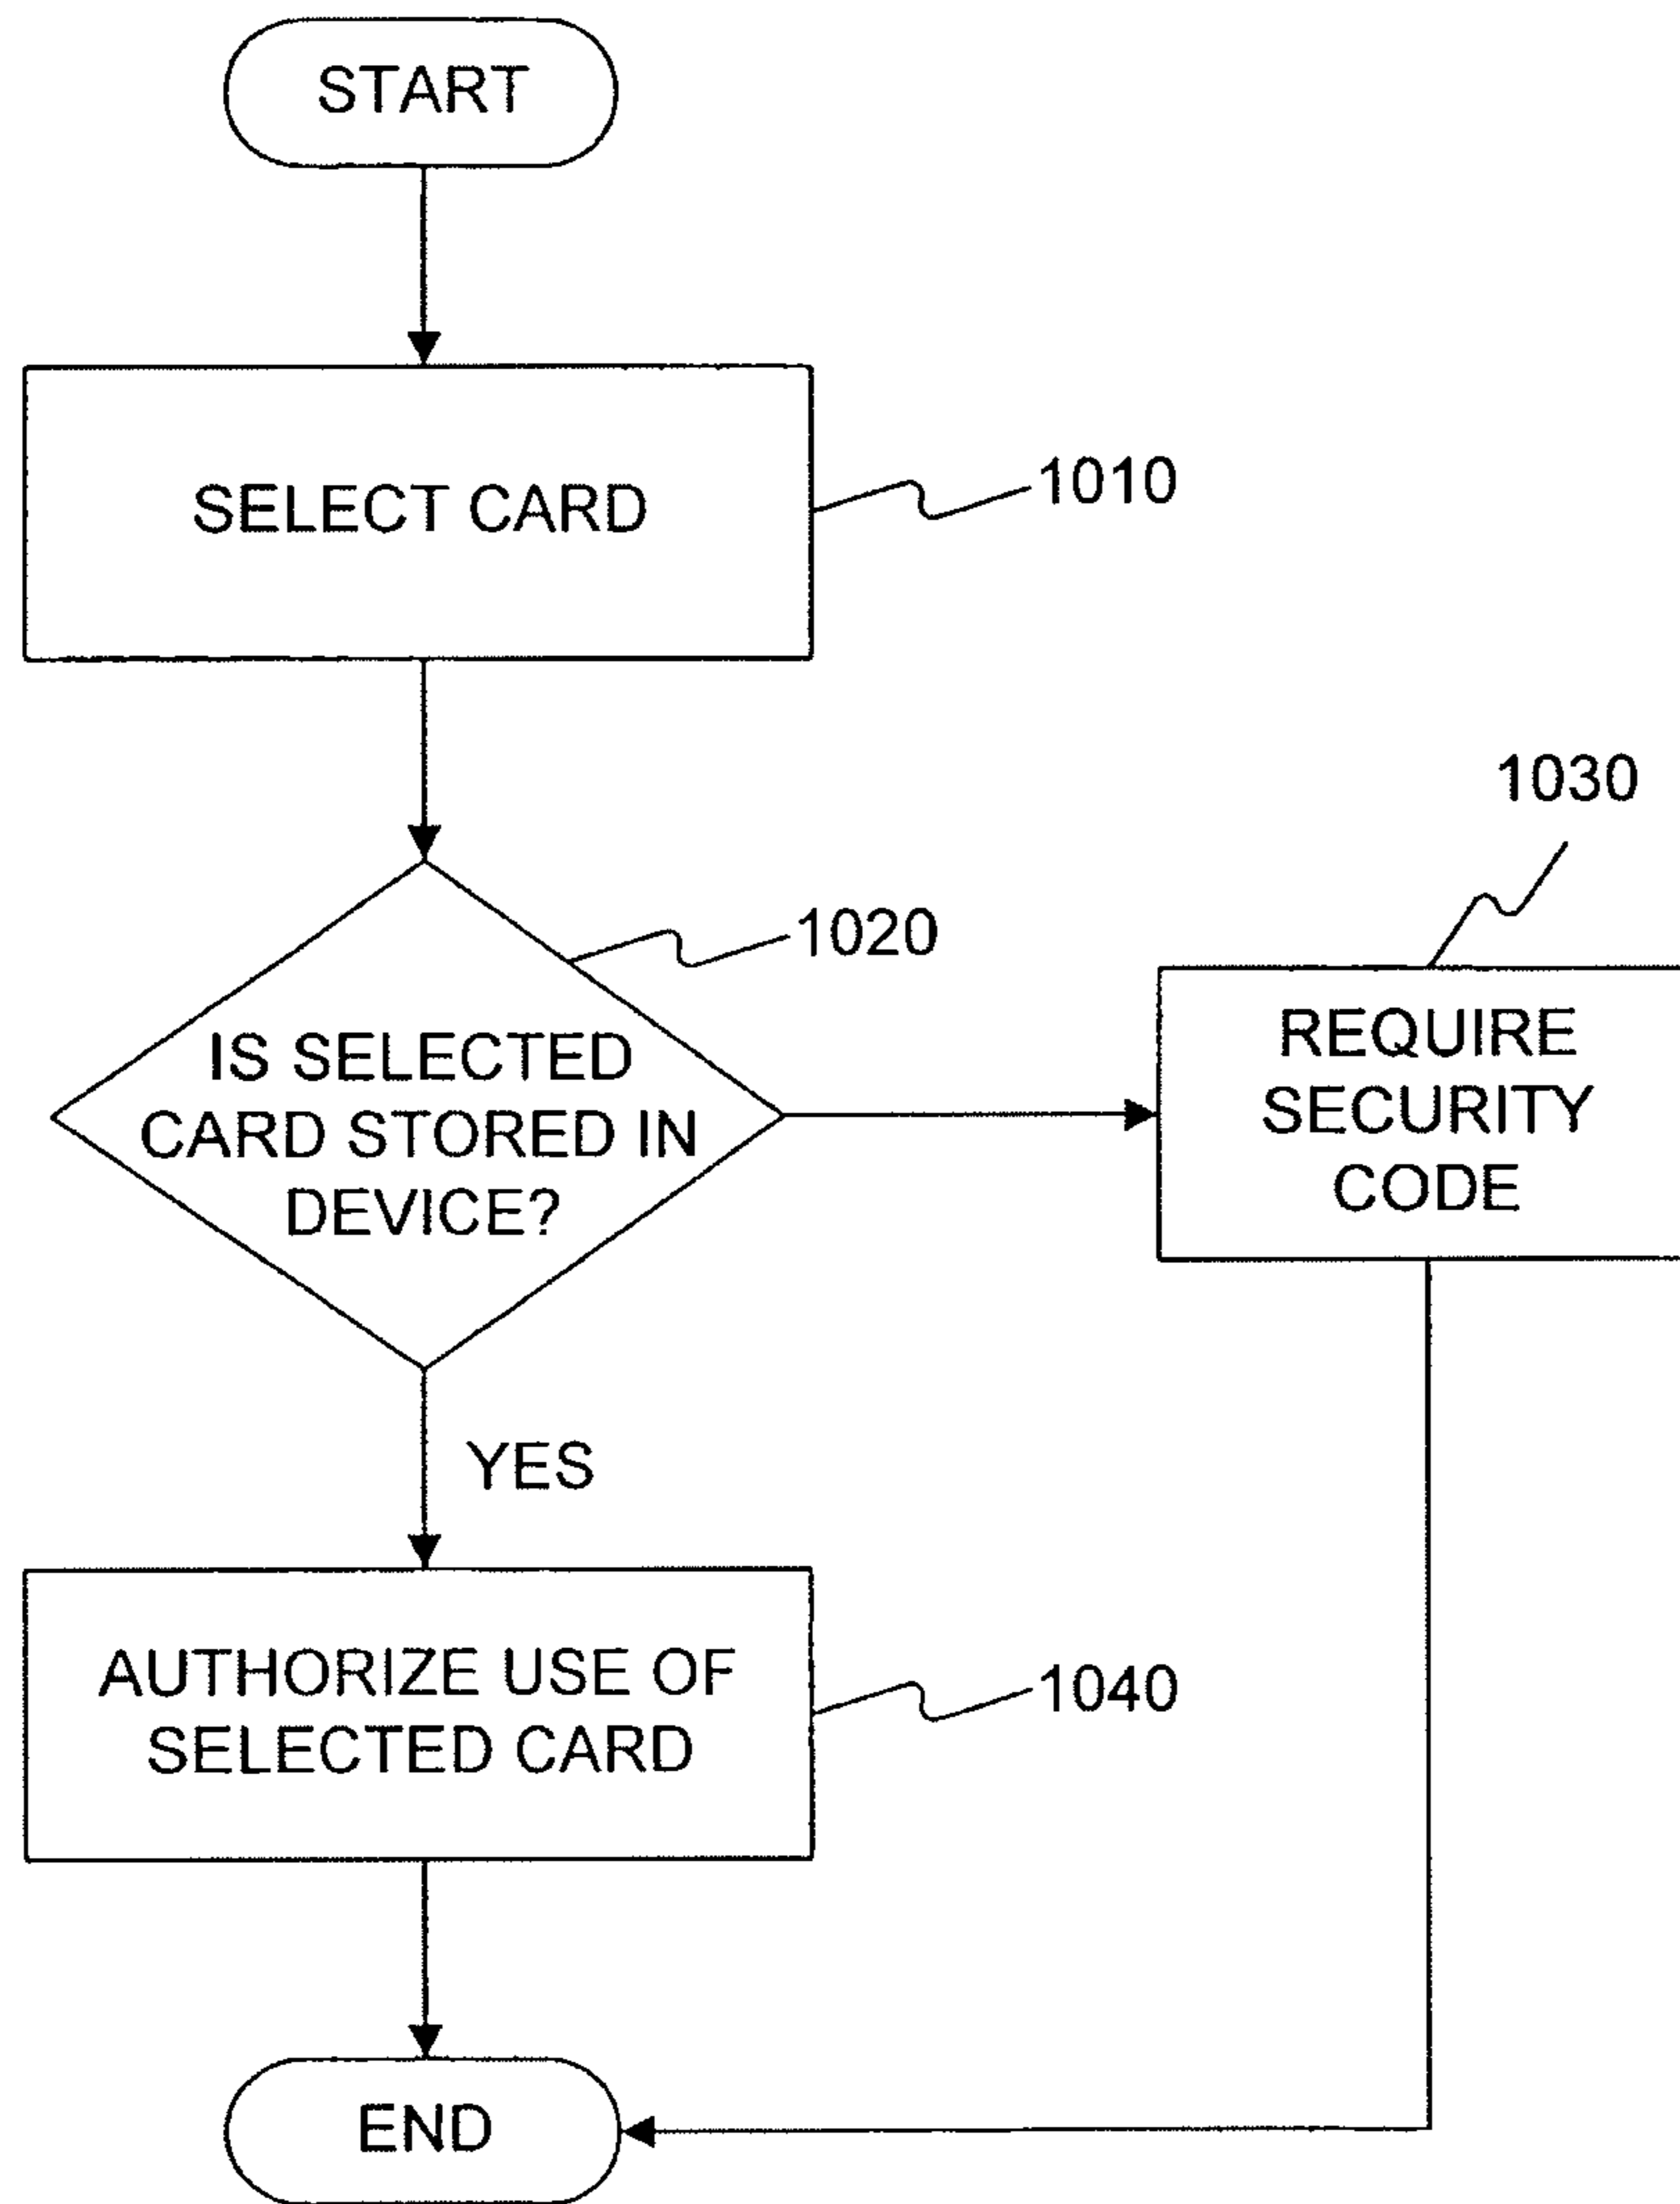 START
SELECT CARD
1010
1030
1020
IS SELECTED
CARD STORED IN
DEVICE?
REQUIRE
SECURITY
CODE
YES
AUTHORIZE USE OF
SELECTED CARD
1040
END